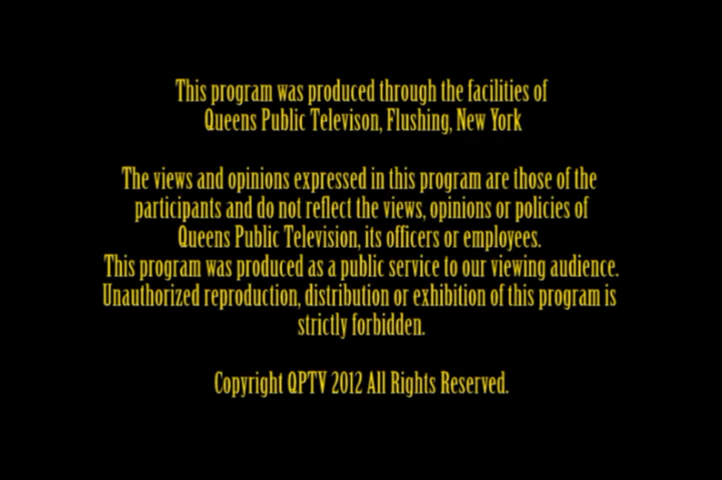 This program was produced through the facilities of
Queens Public Televison, Flushing, New York
The views and opinions expressed in this program are those of the
participants and do not reflect the views, opinions or policies of
Queens Public Television, its officers or employees.
This program was produced as a public service to our viewing audience.
Unauthorized reproduction, distribution or exhibition of this program is
strictly forbidden.
Copyright QPTV 2012 All Rights Reserved.